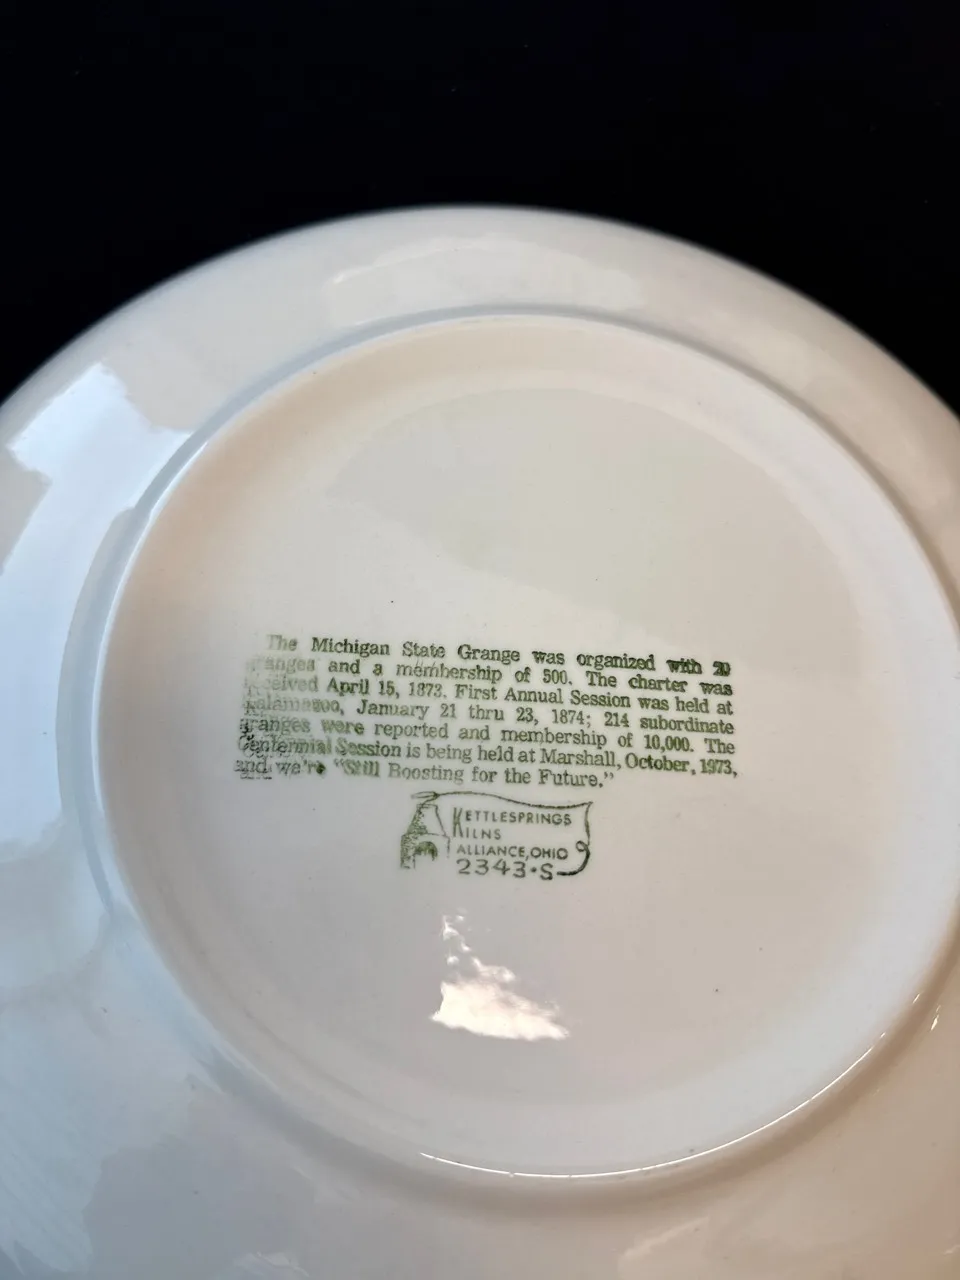 The Michigan State Grange was organized with 20
granges and a membership of 500. The charter was
received April 15, 1873. First Annual Session was held at
Kalamazoo, January 21 thru 23, 1874; 214 subordinate
granges were reported and membership of 10,000. The
Centennial Session is being held at Marshall, October, 1973,
and we're "Still Boosting for the Future."
KETTLESPRINGS
KILNS
ALLIANCE, OHIO
2343·S